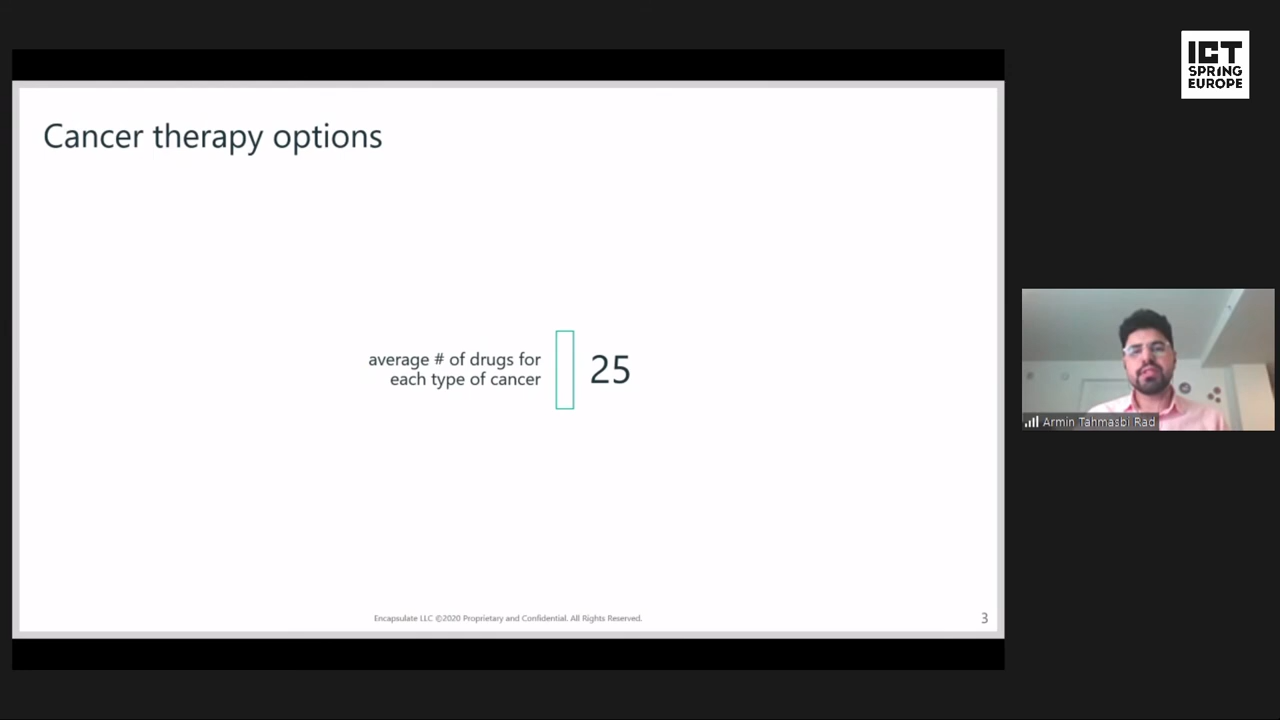 ICT
SPRING
EUROPE
Cancer therapy options
average # of drugs for
each type of cancer
25
Armin Tahmasbi Rad
Encapsulate LLC ©2020 Proprietary and Confidential. All Rights Reserved.
3